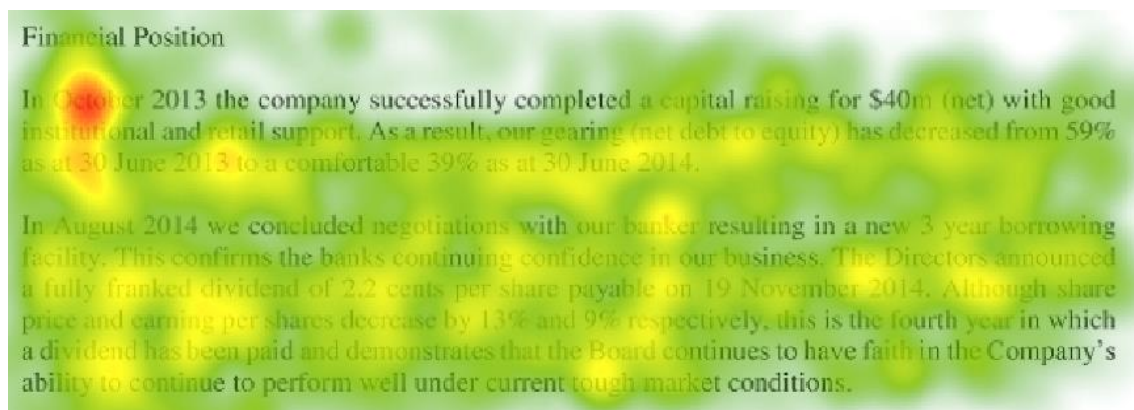 Financial Position
In October 2013 the company successfully completed a capital raising for $40m (net) with good
institutional and retail support. As a result, our gearing (net debt to equity) has decreased from 59%
as at 30 June 2013 to a comfortable 39% as at 30 June 2014.
In August 2014 we concluded negotiations with our banker resulting in a new 3 year borrowing
facility. This confirms the banks continuing confidence in our business. The Directors announced
a fully franked dividend of 2.2 cents per share payable on 19 November 2014. Although share
price and earning per shares decrease by 13% and 9% respectively, this is the fourth year in which
a dividend has been paid and demonstrates that the Board continues to have faith in the Company's
ability to continue to perform well under current tough market conditions.